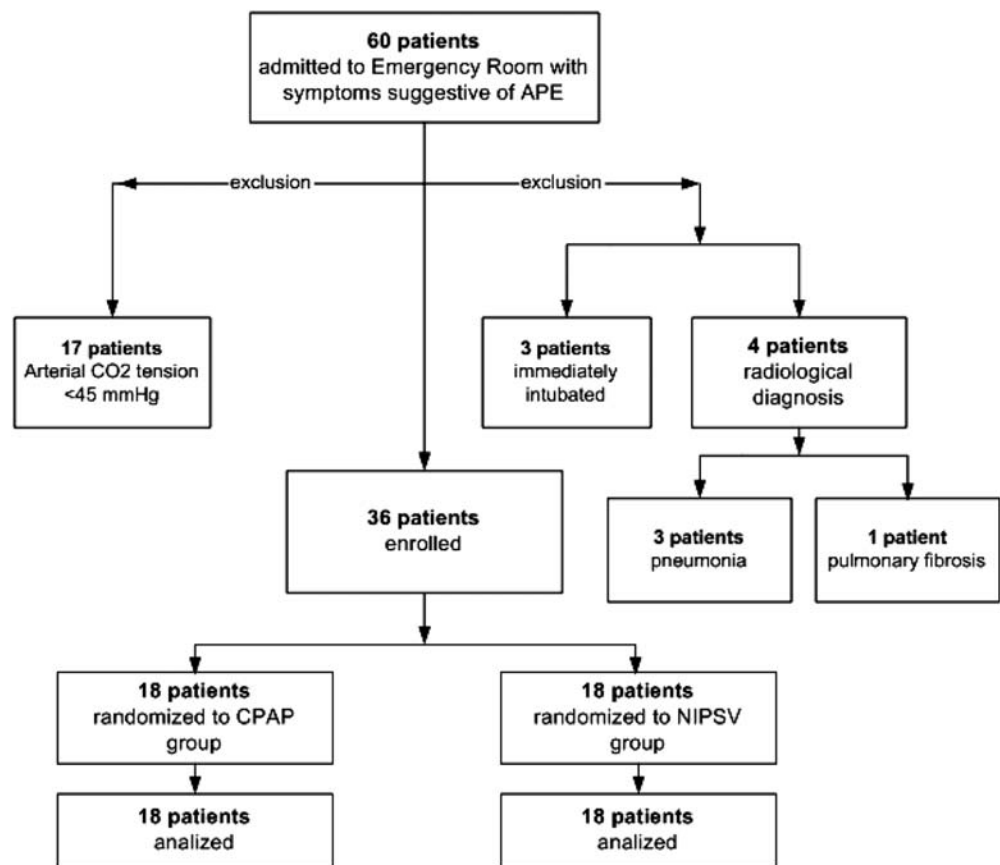 60 patients
admitted to Emergency Room with
symptoms suggestive of APE
exclusion
exclusion
17 patients
Arterial CO2 tension
<45 mmHg
3 patients
immediately
intubated
4 patients
radiological
diagnosis
36 patients
enrolled
3 patients
pneumonia
1 patient
pulmonary fibrosis
18 patients
randomized to CPAP
group
18 patients
randomized to NIPSV
group
18 patients
analized
18 patients
analized